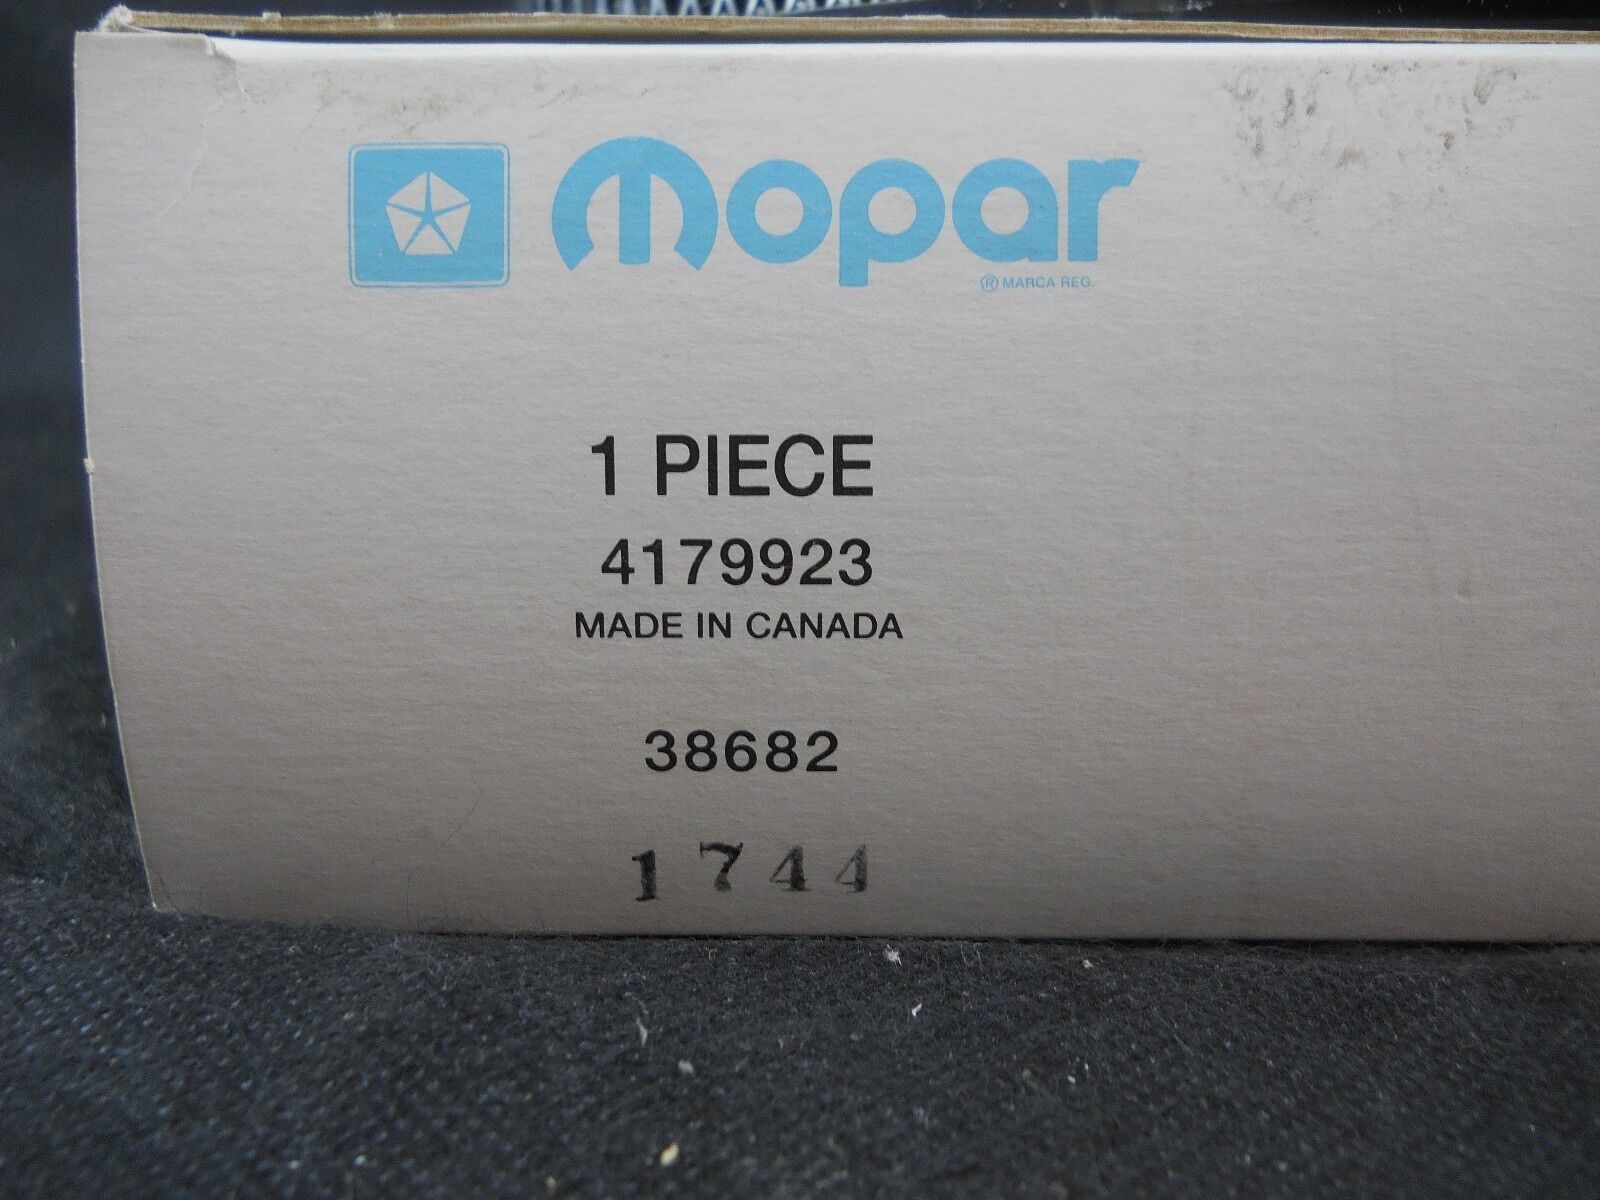 Mopar
® MARCA REG.
1 PIECE
4179923
MADE IN CANADA
38682
1744